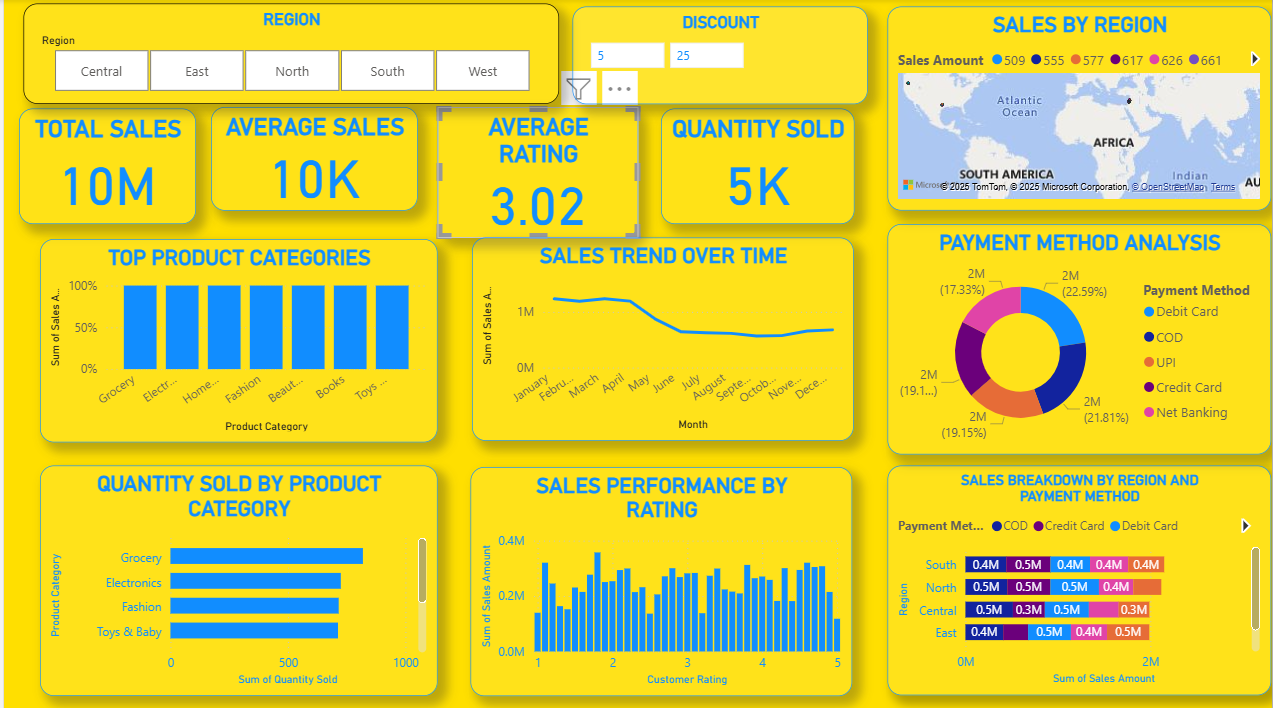 REGION
Region
Central East North South West
DISCOUNT
5 25
SALES BY REGION
Sales Amount 509 555 577 617 626 661
Atlantic
Ocean
AFRICA
SOUTH AMERICA
Indian
AU
Micros
© 2025 TomTom, © 2025 Microsoft Corporation, © OpenStreetMap Terms
TOTAL SALES
10M
AVERAGE SALES
10K
AVERAGE
RATING
3.02
QUANTITY SOLD
5K
TOP PRODUCT CATEGORIES
Sum of Sales A...
100%
50%
0%
Grocery Electr... Home... Fashion Beaut... Books Toys ...
Product Category
SALES TREND OVER TIME
Sum of Sales A...
1M
0M
January Febru... March April May June July August Septe... Octob... Nove... Dece...
Month
PAYMENT METHOD ANALYSIS
2M
(22.59%)
2M
(21.81%)
2M
(19.15%)
2M
(19.1...)
2M
(17.33%)
Payment Method
Debit Card
COD
UPI
Credit Card
Net Banking
QUANTITY SOLD BY PRODUCT
CATEGORY
Product Category
Grocery
Electronics
Fashion
Toys & Baby
0 500 1000
Sum of Quantity Sold
SALES PERFORMANCE BY
RATING
Sum of Sales Amount
0.4M
0.2M
0.0M
1 2 3 4 5
Customer Rating
SALES BREAKDOWN BY REGION AND
PAYMENT METHOD
Payment Met... COD Credit Card Debit Card
Region
South 0.4M 0.5M 0.4M 0.4M 0.4M
North 0.5M 0.5M 0.5M 0.4M
Central 0.5M 0.3M 0.5M 0.3M
East 0.4M 0.5M 0.4M 0.5M
0M 2M
Sum of Sales Amount